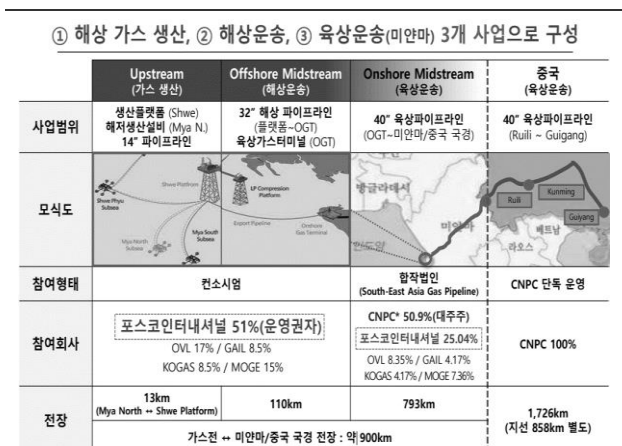 ① 해상 가스 생산, ② 해상운송, ③ 육상운송(미얀마) 3개 사업으로 구성
Upstream
(가스 생산)
Offshore Midstream
(해상운송)
Onshore Midstream
(육상운송)
중국
(육상운송)
사업범위
생산플랫폼 (Shwe)
해저생산설비 (Mya N.)
14" 파이프라인
32" 해상 파이프라인
(플랫폼~OGT)
육상가스터미널 (OGT)
40" 육상파이프라인
(OGT~미얀마/중국 국경)
40" 육상파이프라인
(Ruili ~ Guigang)
모식도
Shwe Platform
LP Compression
Platform
Shwe Phyu
Subsea
Mya North
Subsea
Mya South
Subsea
Export Pipeline
Onshore
Gas Terminal
방글라데시
미얀마
인도양
Ruili
Kunming
Guiyang
베트남
라오스
참여형태
컨소시엄
합작법인
(South-East Asia Gas Pipeline)
CNPC 단독 운영
참여회사
포스코인터내셔널 51%(운영권자)
OVL 17% / GAIL 8.5%
KOGAS 8.5% / MOGE 15%
CNPC* 50.9%(대주주)
포스코인터내셔널 25.04%
OVL 8.35% / GAIL 4.17%
KOGAS 4.17% / MOGE 7.36%
CNPC 100%
전장
13km
(Mya North ↔ Shwe Platform)
110km
793km
1,726km
(지선 858km 별도)
가스전 ↔ 미얀마/중국 국경 전장 : 약 900km